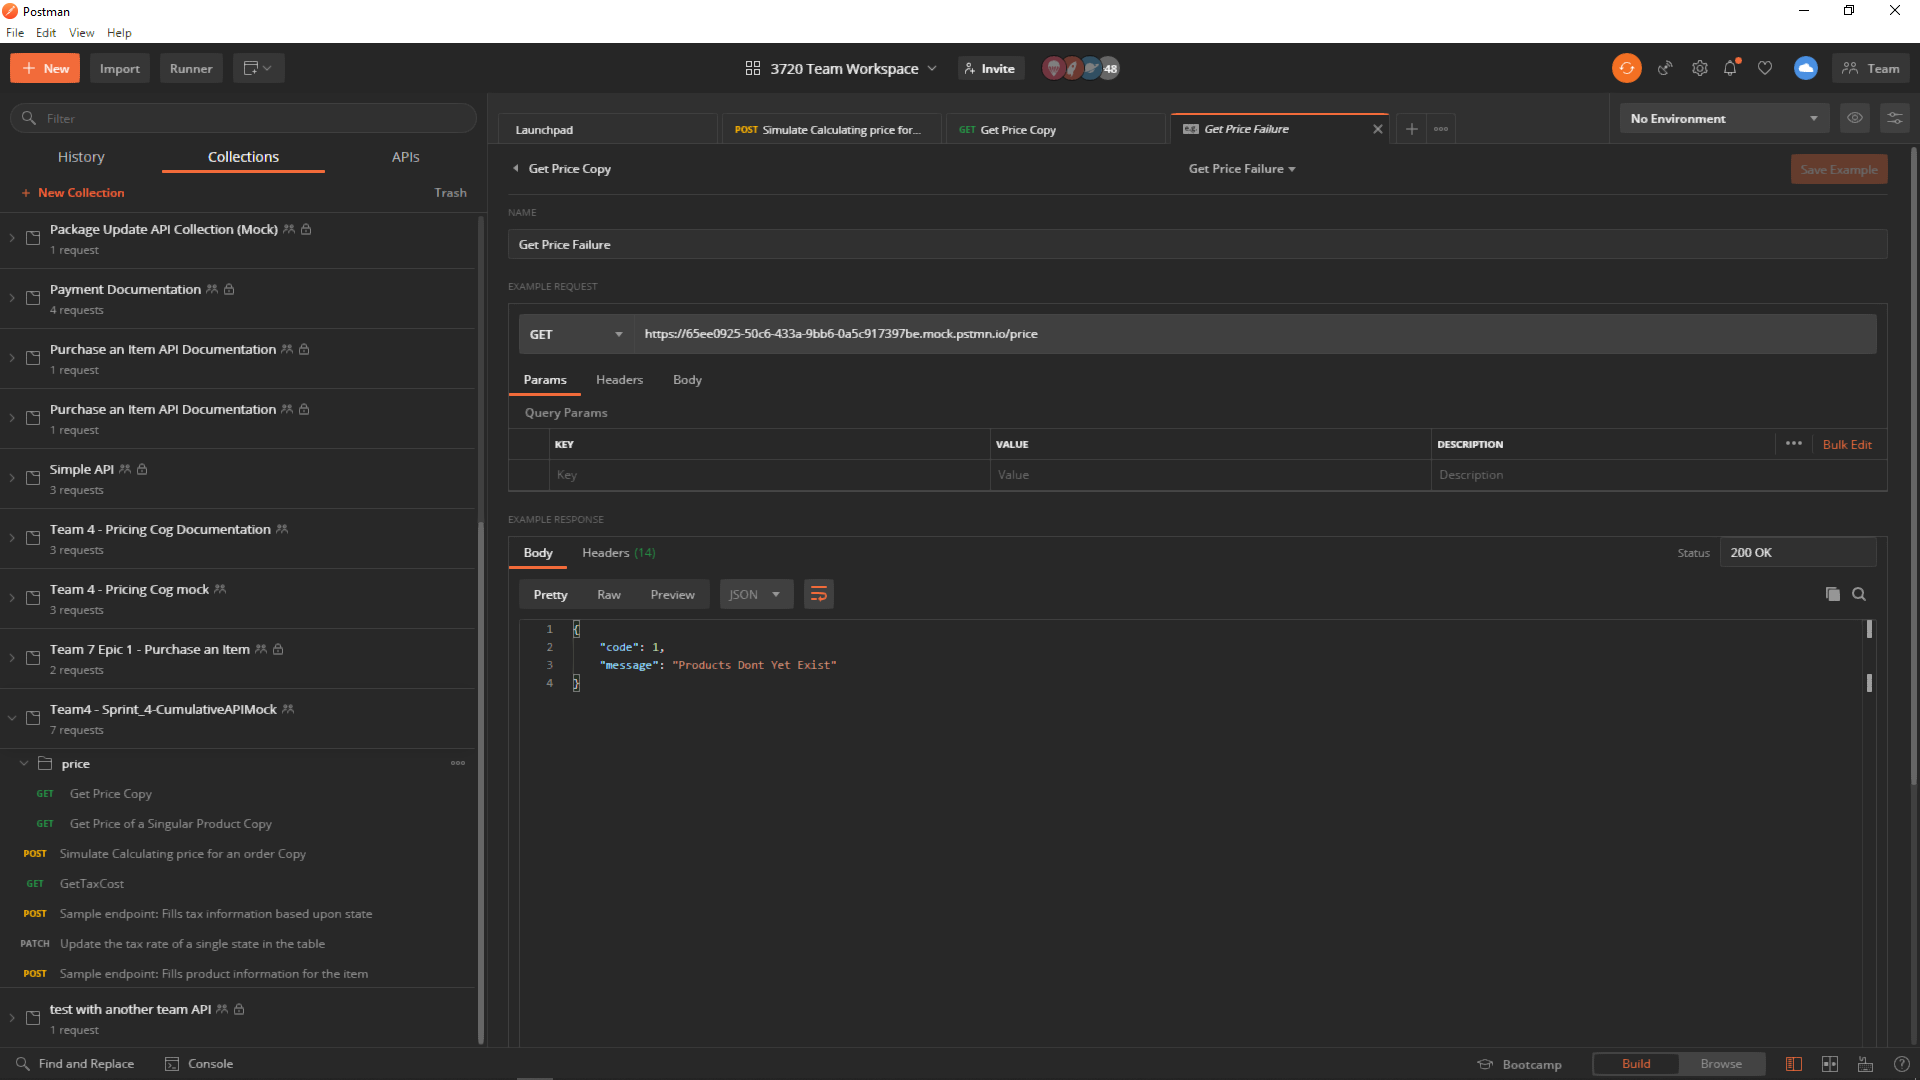 Postman
File Edit View Help
+ New Import Runner
3720 Team Workspace Invite 48
Team
Filter
History Collections APIs
+ New Collection Trash
Package Update API Collection (Mock)
1 request
Payment Documentation
4 requests
Purchase an Item API Documentation
1 request
Purchase an Item API Documentation
1 request
Simple API
3 requests
Team 4 - Pricing Cog Documentation
3 requests
Team 4 - Pricing Cog mock
3 requests
Team 7 Epic 1 - Purchase an Item
2 requests
Team4 - Sprint_4-CumulativeAPIMock
7 requests
price
GET Get Price Copy
GET Get Price of a Singular Product Copy
POST Simulate Calculating price for an order Copy
GET GetTaxCost
POST Sample endpoint: Fills tax information based upon state
PATCH Update the tax rate of a single state in the table
POST Sample endpoint: Fills product information for the item
test with another team API
1 request
Launchpad POST Simulate Calculating price for... GET Get Price Copy e.g. Get Price Failure
No Environment
Get Price Copy Get Price Failure Save Example
NAME
Get Price Failure
EXAMPLE REQUEST
GET https://65ee0925-50c6-433a-9bb6-0a5c917397be.mock.pstmn.io/price
Params Headers Body
Query Params
KEY VALUE DESCRIPTION Bulk Edit
Key Value Description
EXAMPLE RESPONSE
Body Headers (14) Status 200 OK
Pretty Raw Preview JSON
1 {
2 "code": 1,
3 "message": "Products Dont Yet Exist"
4 }
Find and Replace Console Bootcamp Build Browse